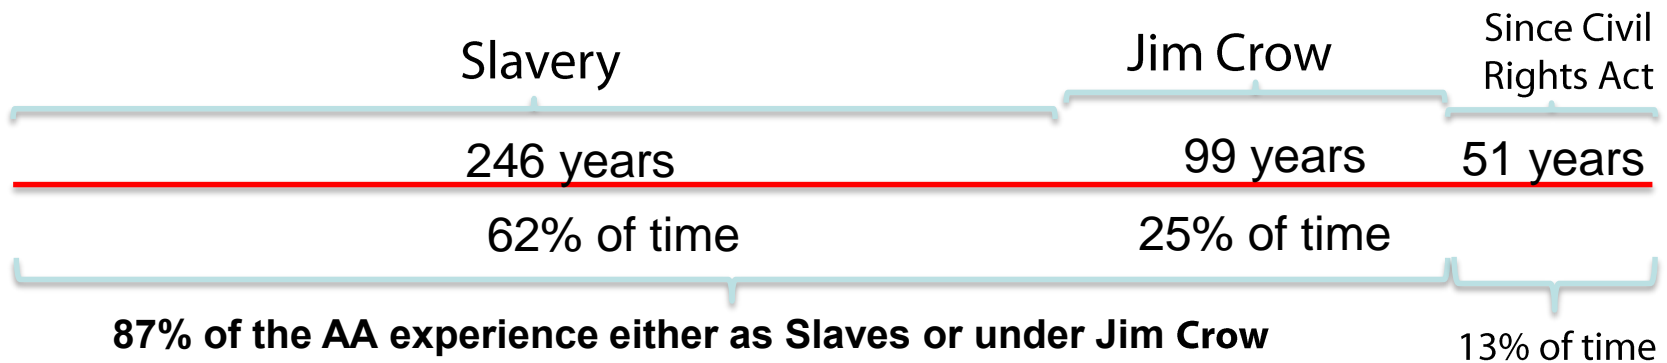 Slavery
Jim Crow
Since Civil
Rights Act
246 years
99 years
51 years
62% of time
25% of time
87% of the AA experience either as Slaves or under Jim Crow
13% of time